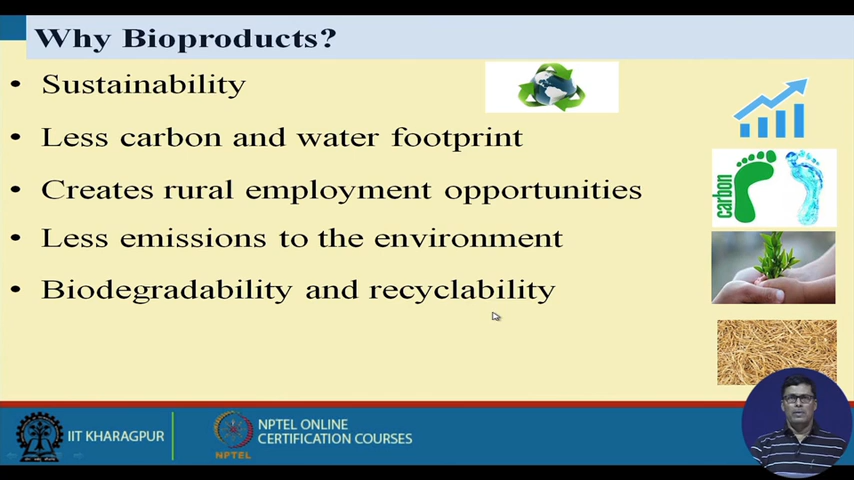 Why Bioproducts?
• Sustainability
• Less carbon and water footprint
• Creates rural employment opportunities
• Less emissions to the environment
• Biodegradability and recyclability
carbon
IIT KHARAGPUR
NPTEL
NPTEL ONLINE
CERTIFICATION COURSES